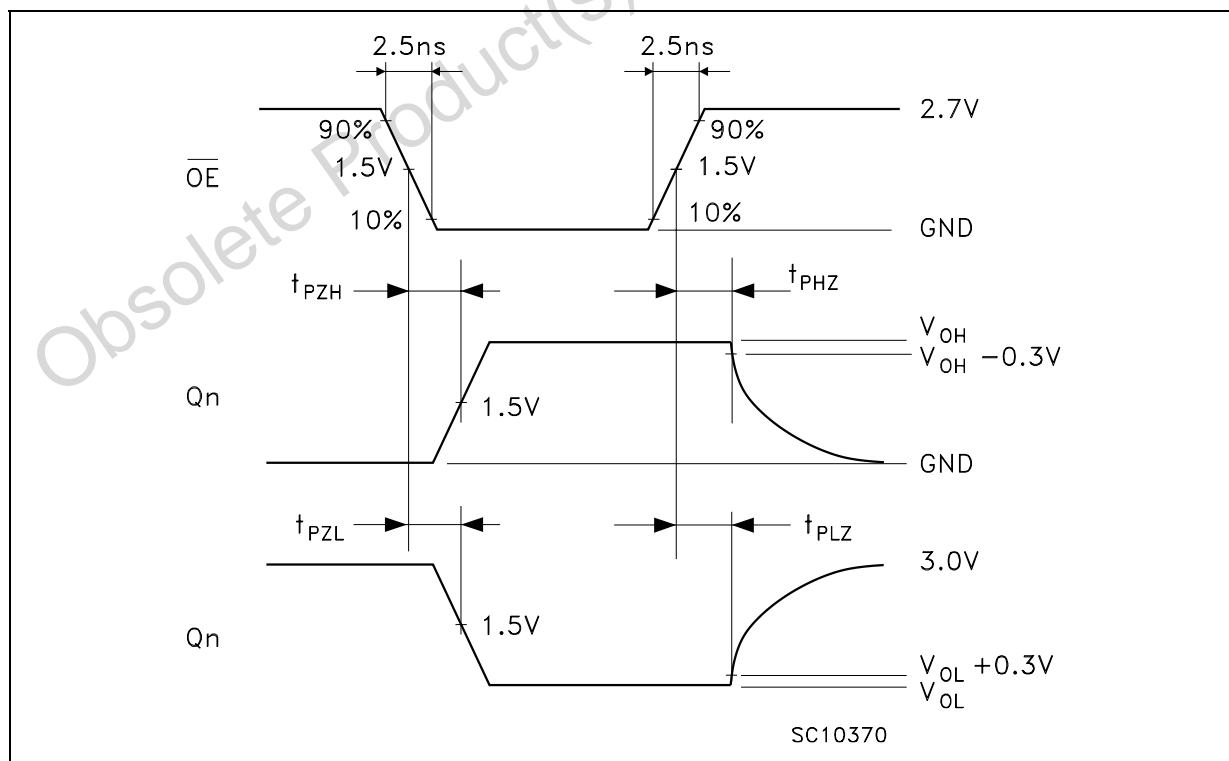 Obsolete Product(s)
2.5ns 2.5ns
2.7V
90% 90%
OE 1.5V 1.5V
10% 10%
GND
tPZH tPHZ
VOH
VOH −0.3V
Qn 1.5V
GND
tPZL tPLZ
3.0V
Qn 1.5V
VOL +0.3V
VOL
SC10370